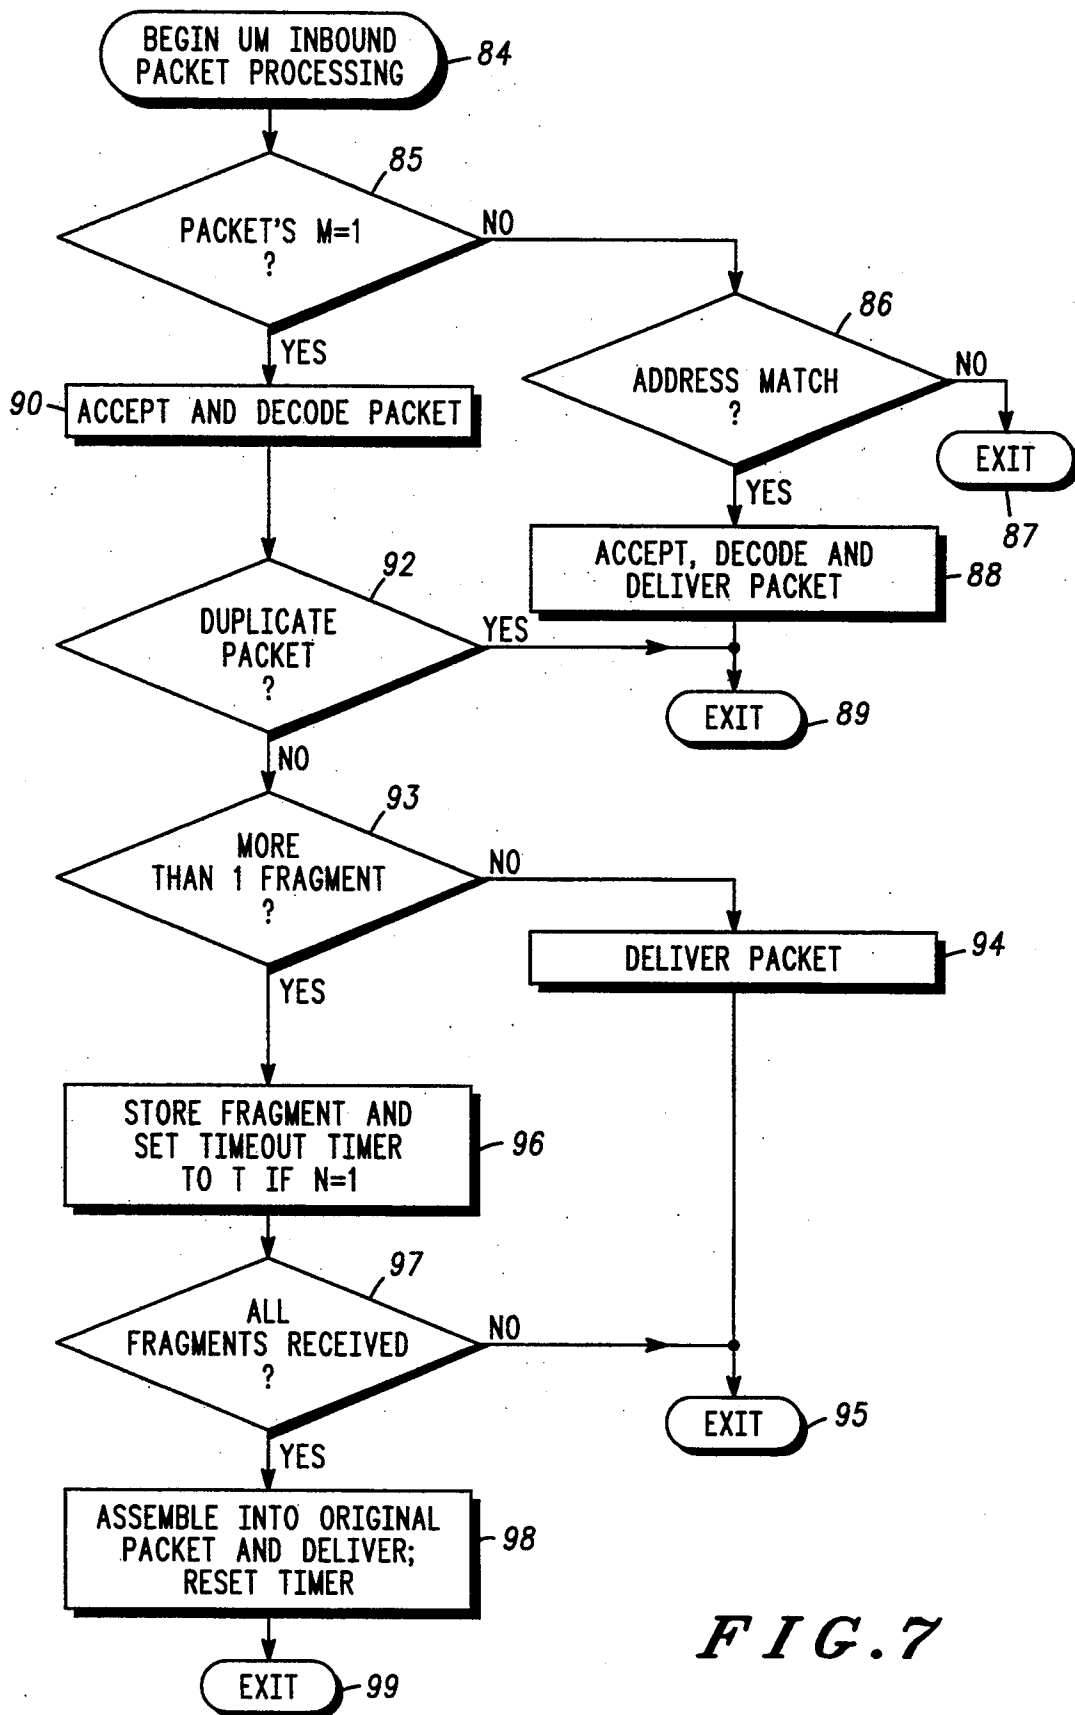 BEGIN UM INBOUND
PACKET PROCESSING
84
85
PACKET'S M=1
?
NO
YES
86
ADDRESS MATCH
?
NO
EXIT
87
YES
90
ACCEPT AND DECODE PACKET
ACCEPT, DECODE AND
DELIVER PACKET
88
92
DUPLICATE
PACKET
?
YES
EXIT
89
NO
93
MORE
THAN 1 FRAGMENT
?
NO
YES
DELIVER PACKET
94
STORE FRAGMENT AND
SET TIMEOUT TIMER
TO T IF N=1
96
97
ALL
FRAGMENTS RECEIVED
?
NO
EXIT
95
YES
ASSEMBLE INTO ORIGINAL
PACKET AND DELIVER;
RESET TIMER
98
EXIT
99
FIG.7